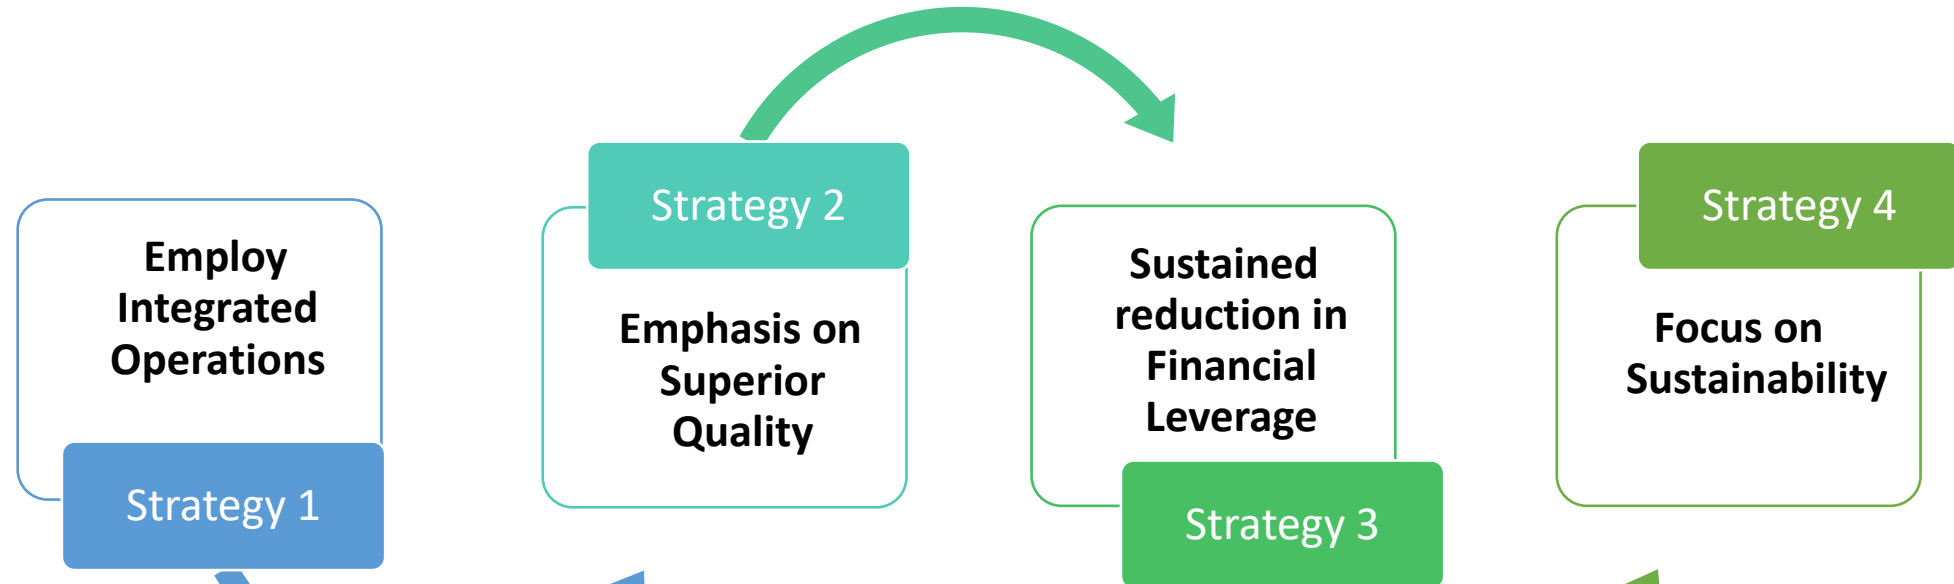 Employ
Integrated
Operations
Strategy 1
Strategy 2
Emphasis on
Superior
Quality
Sustained
reduction in
Financial
Leverage
Strategy 3
Strategy 4
Focus on
Sustainability